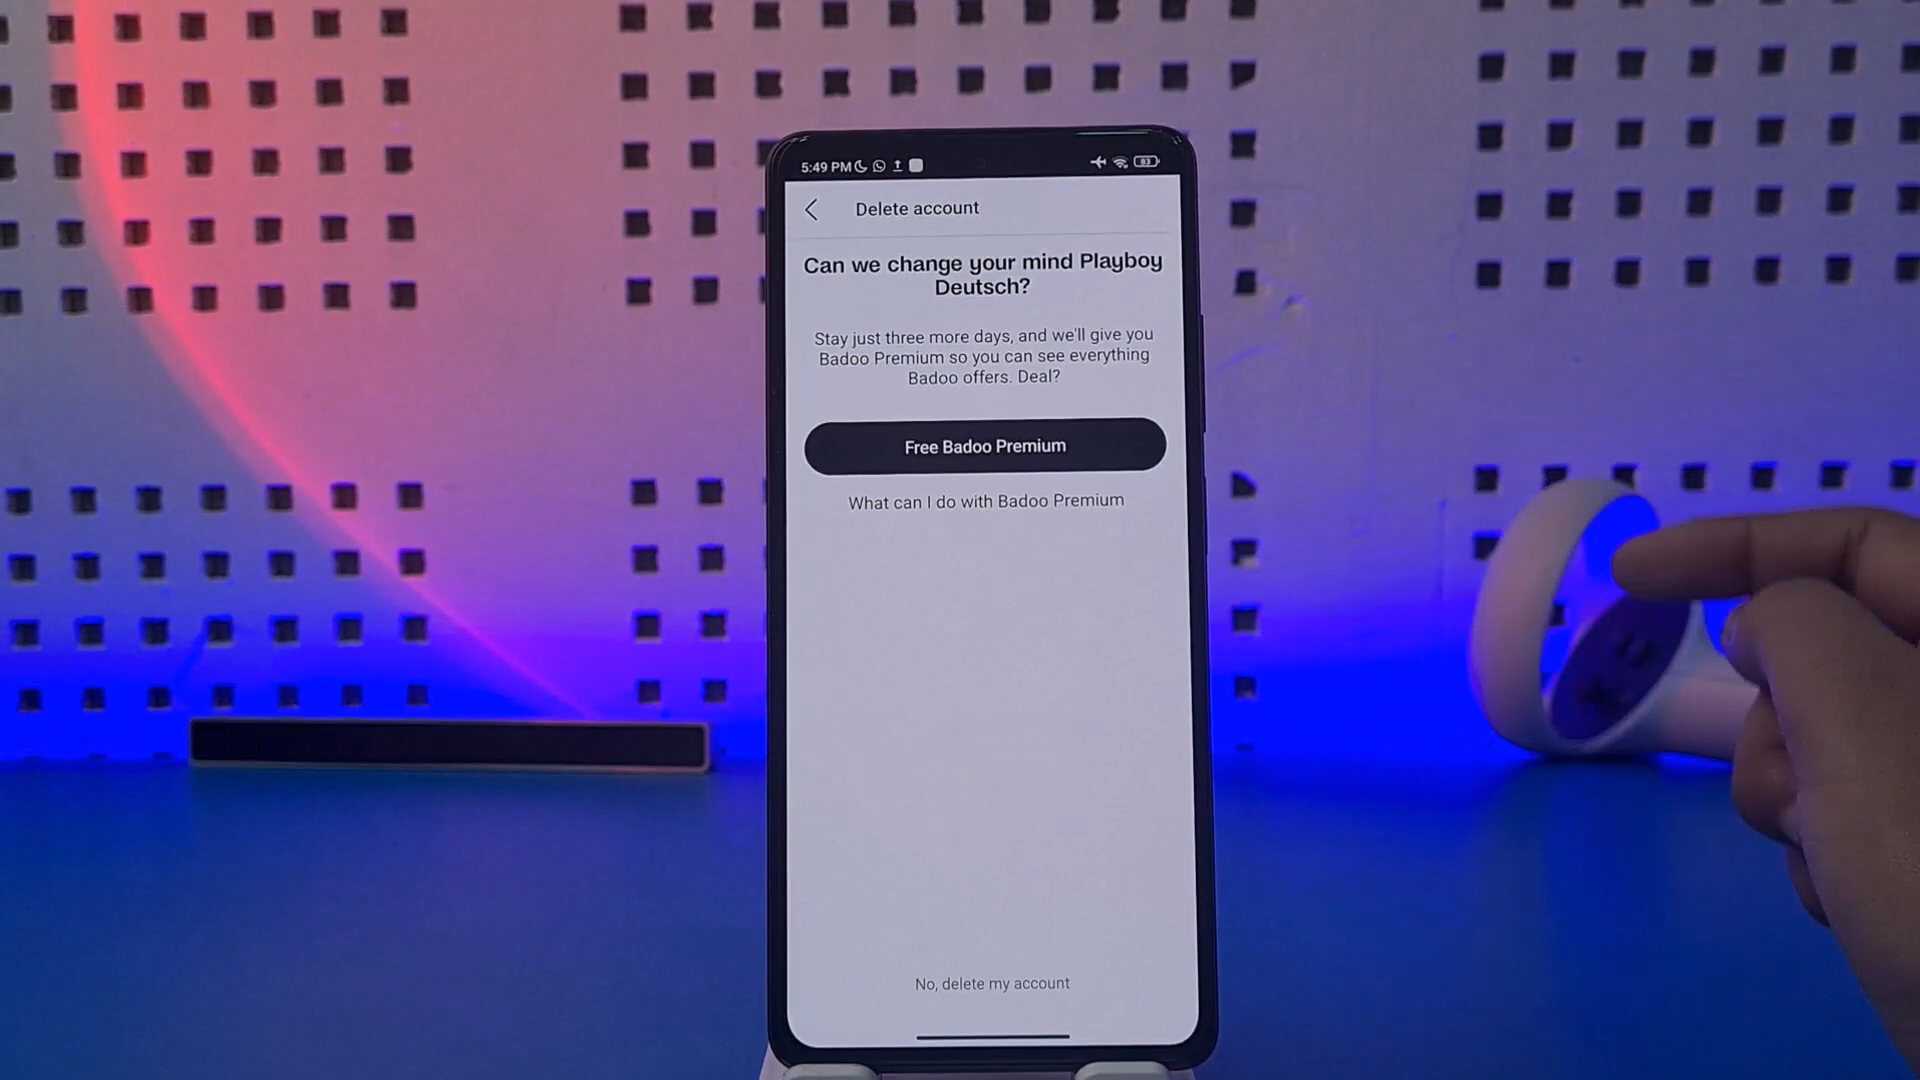 5:49 PM
83
Delete account
Can we change your mind Playboy
Deutsch?
Stay just three more days, and we'll give you
Badoo Premium so you can see everything
Badoo offers. Deal?
Free Badoo Premium
What can I do with Badoo Premium
No, delete my account